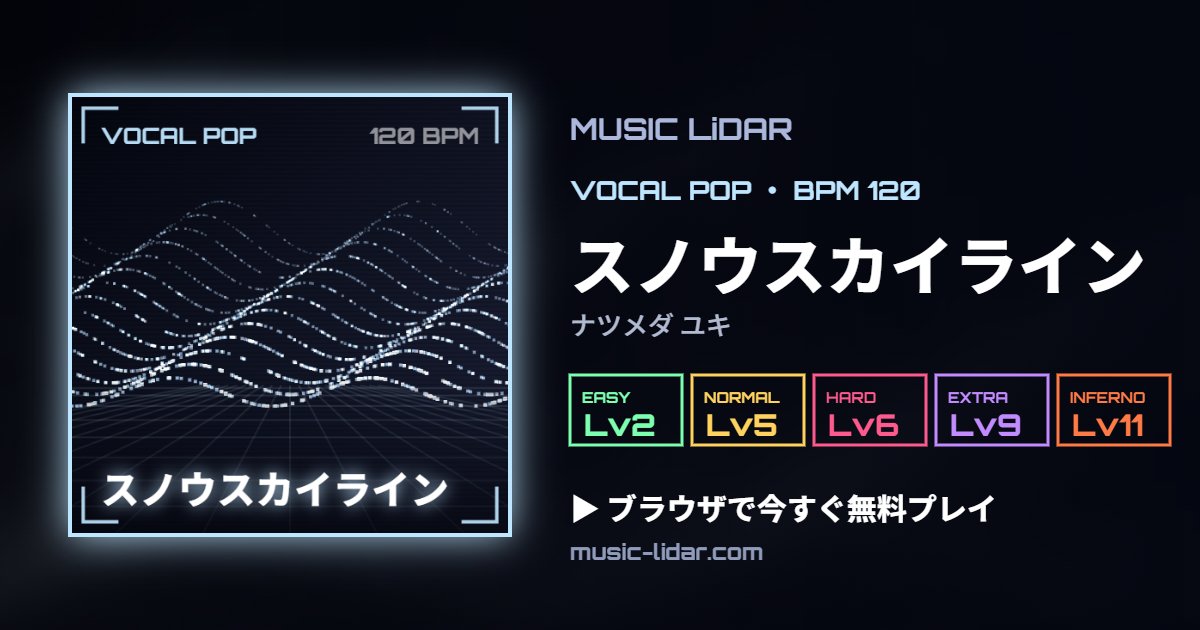 VOCAL POP 120 BPM
スノウスカイライン
MUSIC LiDAR
VOCAL POP・BPM 120
スノウスカイライン
ナツメダ ユキ
EASY NORMAL HARD EXTRA INFERNO
Lv2 Lv5 Lv6 Lv9 Lv11
▶ ブラウザで今すぐ無料プレイ
music-lidar.com